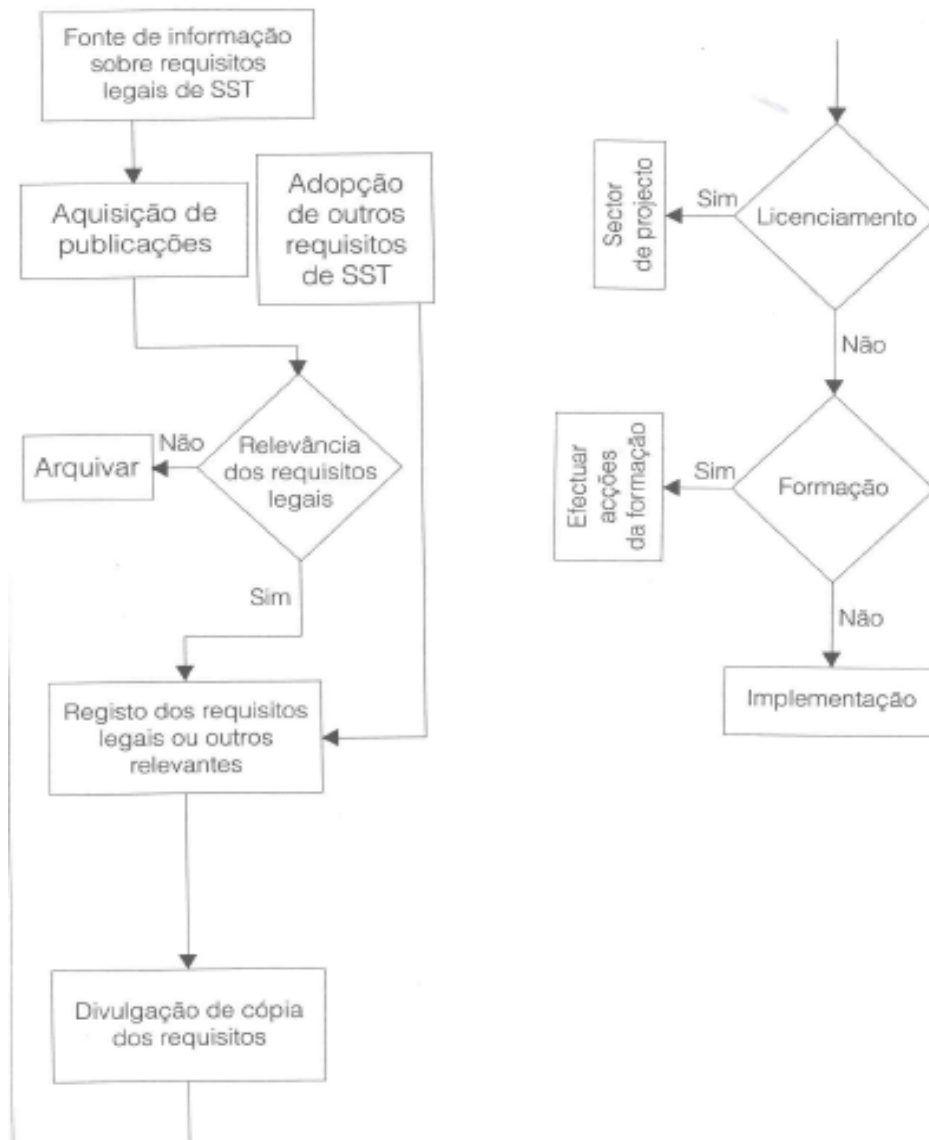 Fonte de informação
sobre requisitos
legais de SST
Aquisição de
publicações
Adopção
de outros
requisitos
de SST
Não
Arquivar
Relevância
dos requisitos
legais
Sim
Registo dos requisitos
legais ou outros
relevantes
Divulgação de cópia
dos requisitos
Sector
de projecto
Sim
Licenciamento
Não
Efectuar
acções
da formação
Sim
Formação
Não
Implementação